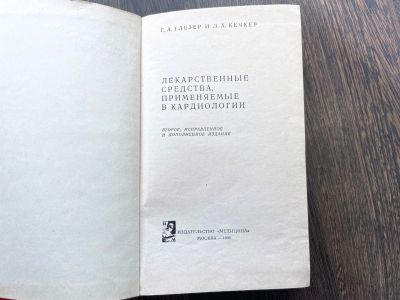 Г. А. ГЛЕЗЕР И Л. Х. КЕЧКЕР
ЛЕКАРСТВЕННЫЕ
СРЕДСТВА,
ПРИМЕНЯЕМЫЕ
В КАРДИОЛОГИИ
ВТОРОЕ, ИСПРАВЛЕННОЕ
И ДОПОЛНЕННОЕ ИЗДАНИЕ
ИЗДАТЕЛЬСТВО «МЕДИЦИНА»
МОСКВА —